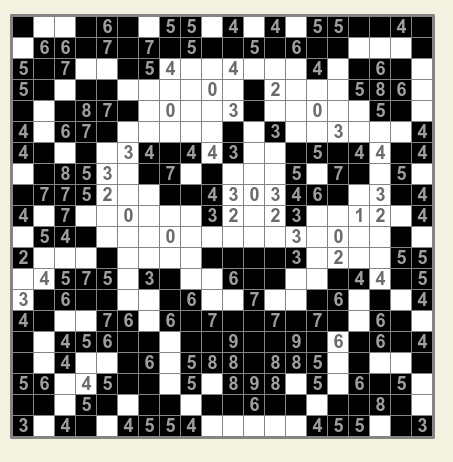 6 5 5 4 4 5 5 4
6 6 7 7 5 5 6
5 7 5 4 4 4 6
5 0 2 5 8 6
8 7 0 3 0 5
4 6 7 3 3 4
4 3 4 4 4 3 5 4 4 4
8 5 3 7 5 7 5
7 7 5 2 4 3 0 3 4 6 3 4
4 7 0 3 2 2 3 1 2 4
5 4 0 3 0
2 3 2 5 5
4 5 7 5 3 6 4 4 5
3 6 6 7 6 4
4 7 6 6 7 7 7 6
4 5 6 9 9 6 6 4
4 6 5 8 8 8 8 5
5 6 4 5 5 8 9 8 5 6 5
5 6 8
3 4 4 5 5 4 4 5 5 3